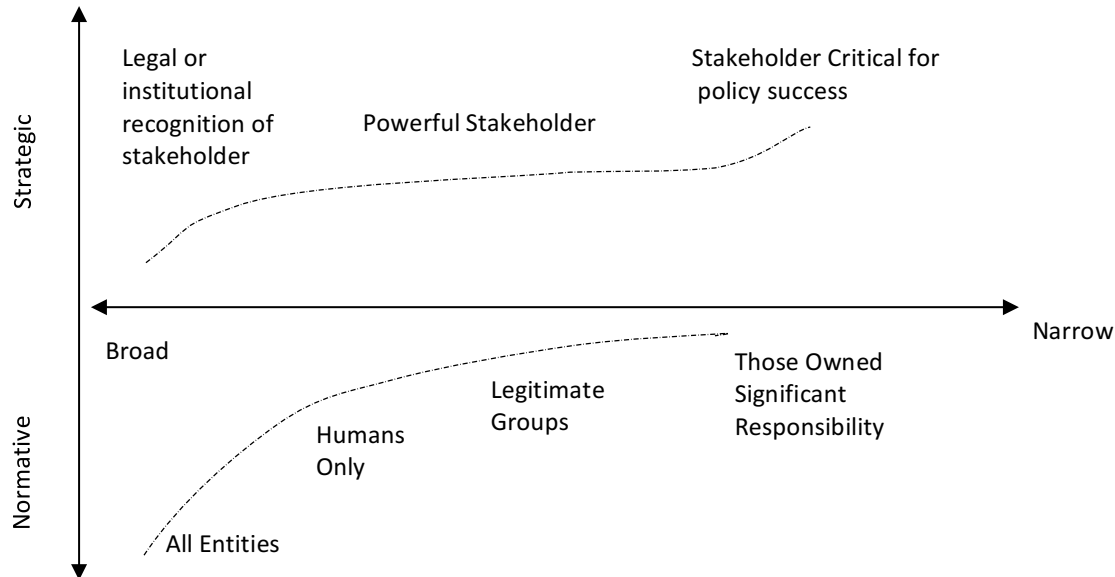 Legal or
institutional
recognition of
stakeholder
Powerful Stakeholder
Stakeholder Critical for
policy success
Strategic
Broad
Narrow
Humans
Only
Legitimate
Groups
Those Owned
Significant
Responsibility
Normative
All Entities